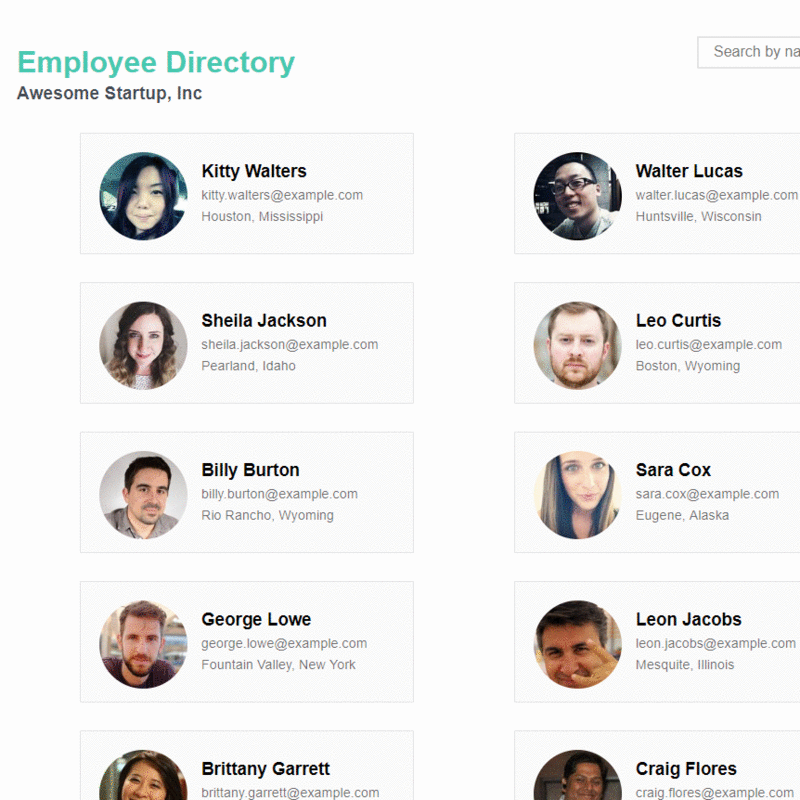 Employee Directory
Awesome Startup, Inc
Search by na
Kitty Walters
kitty.walters@example.com
Houston, Mississippi
Walter Lucas
walter.lucas@example.com
Huntsville, Wisconsin
Sheila Jackson
sheila.jackson@example.com
Pearland, Idaho
Leo Curtis
leo.curtis@example.com
Boston, Wyoming
Billy Burton
billy.burton@example.com
Rio Rancho, Wyoming
Sara Cox
sara.cox@example.com
Eugene, Alaska
George Lowe
george.lowe@example.com
Fountain Valley, New York
Leon Jacobs
leon.jacobs@example.com
Mesquite, Illinois
Brittany Garrett
brittany.garrett@example.com
Craig Flores
craig.flores@example.com